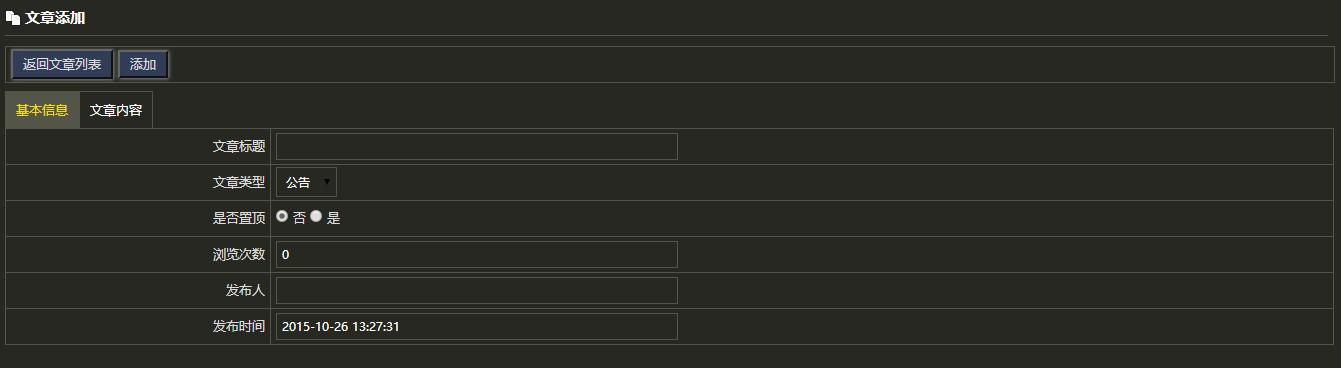 文章添加
返回文章列表 添加
基本信息 文章内容
文章标题
文章类型 公告
是否置顶 否 是
浏览次数 0
发布人
发布时间 2015-10-26 13:27:31